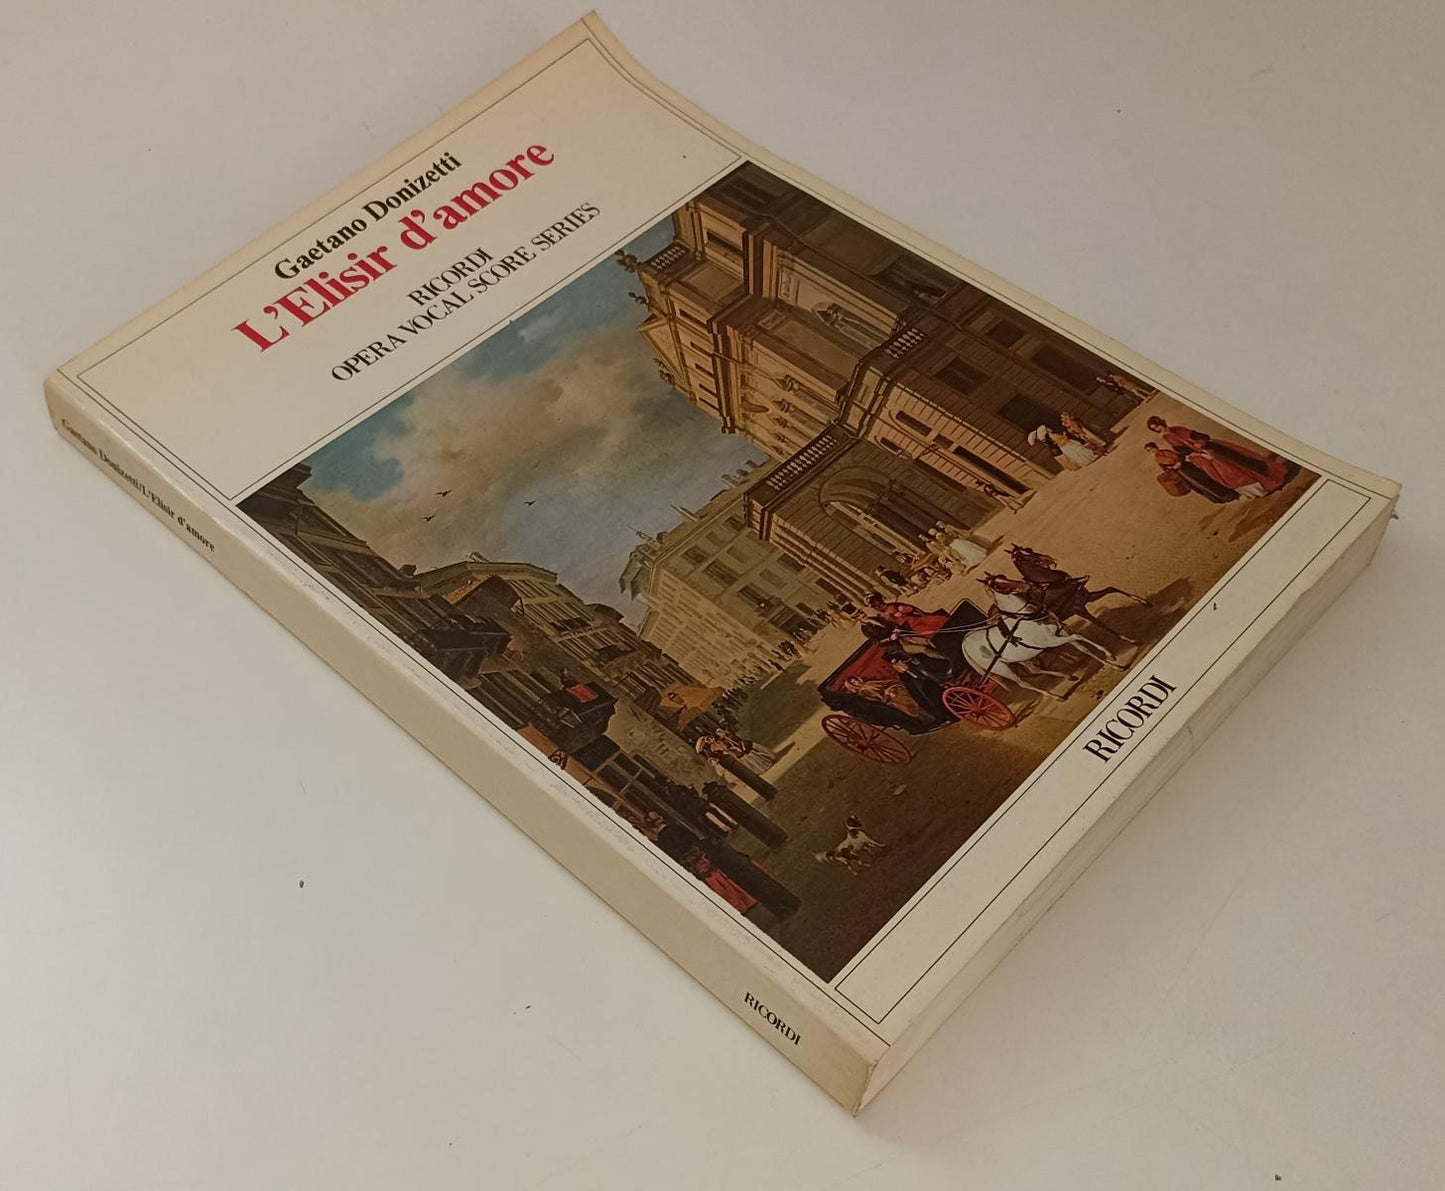 Gaetano Donizetti
L'Elisir d'amore
RICORDI
OPERA VOCAL SCORE SERIES
RICORDI
Gaetano Donizetti/L'Elisir d'amore
RICORDI